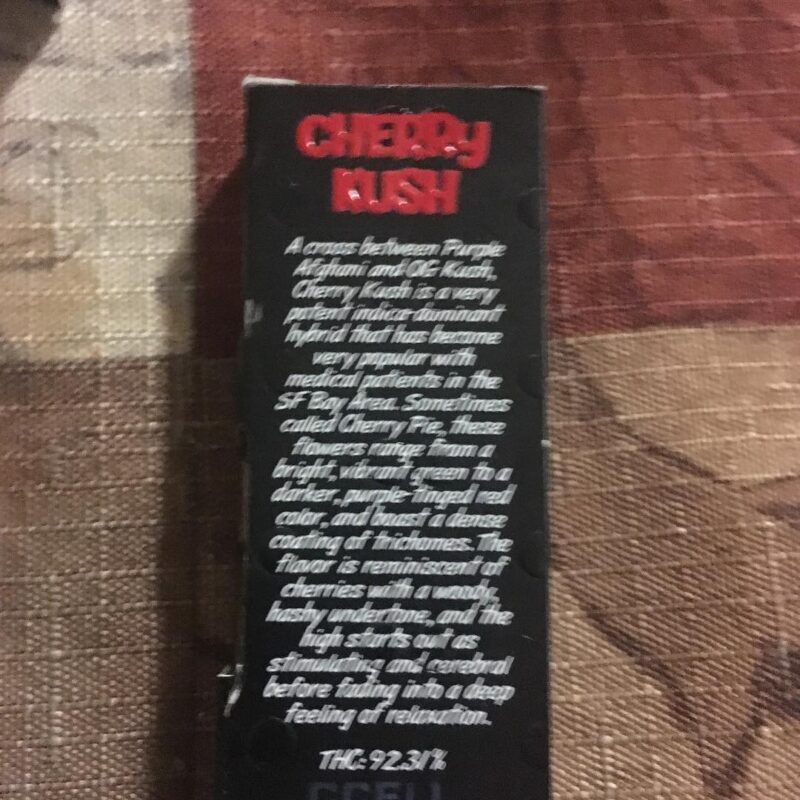 CHERRY
KUSH
A cross between Purple
Afghani and OG Kush,
Cherry Kush is a very
potent indica-dominant
hybrid that has become
very popular with
medical patients in the
SF Bay Area. Sometimes
called Cherry Pie, these
flowers range from a
bright, vibrant green to a
darker, purple-tinged red
color, and boast a dense
coating of trichomes. The
flavor is reminiscent of
cherries with a woody,
hashy undertone, and the
high starts out as
stimulating and cerebral
before fading into a deep
feeling of relaxation.
THC: 92.31%
CCELL